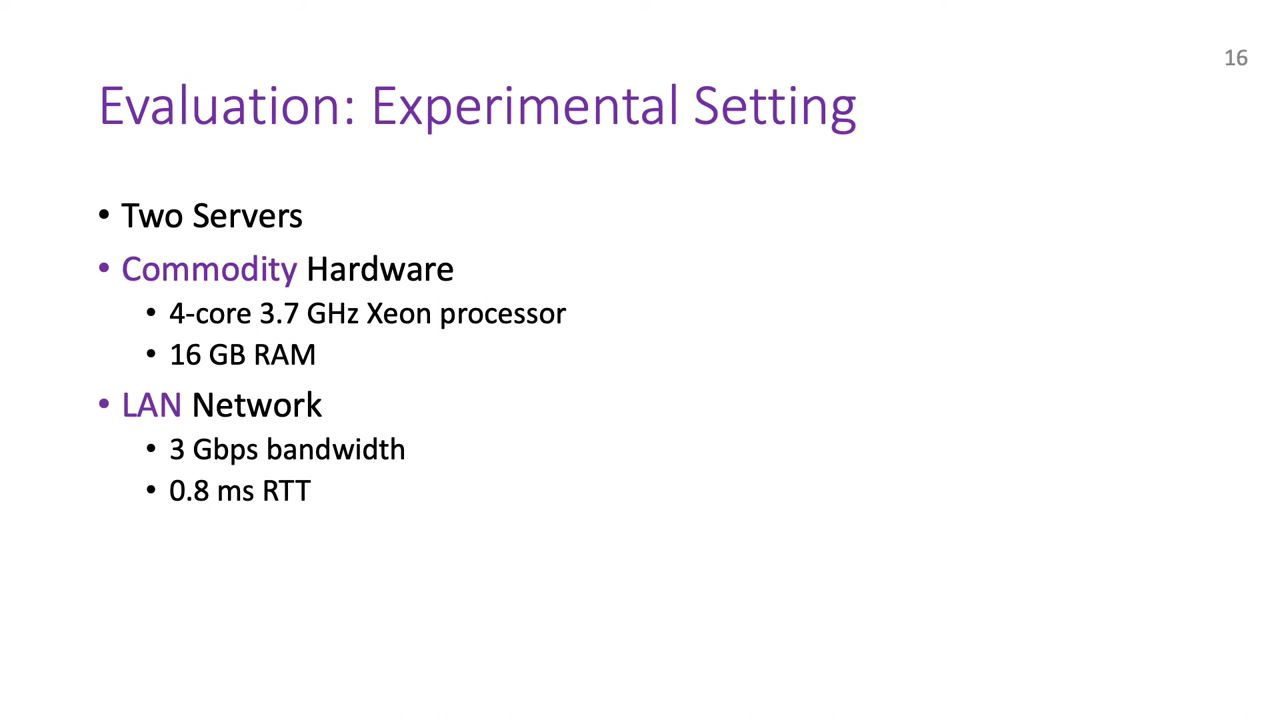 16
Evaluation: Experimental Setting
• Two Servers
• Commodity Hardware
• 4-core 3.7 GHz Xeon processor
• 16 GB RAM
• LAN Network
• 3 Gbps bandwidth
• 0.8 ms RTT